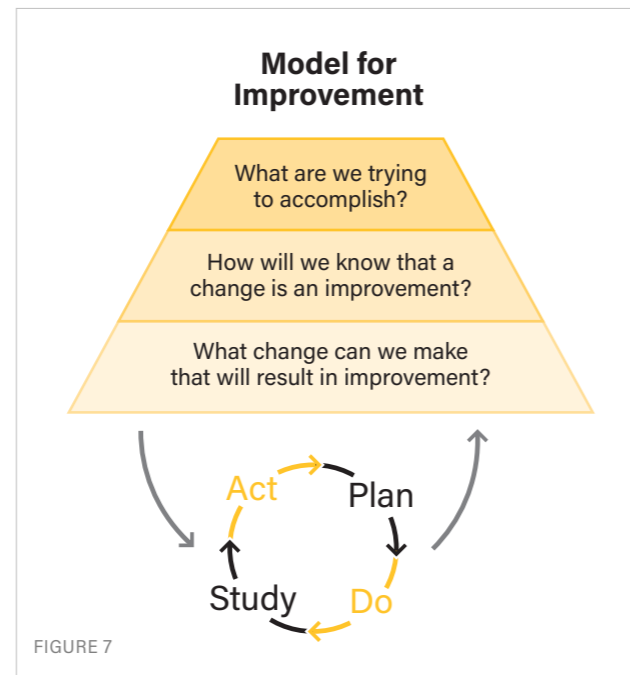 Model for
Improvement
What are we trying
to accomplish?
How will we know that a
change is an improvement?
What change can we make
that will result in improvement?
Act
Plan
Study
Do
FIGURE 7